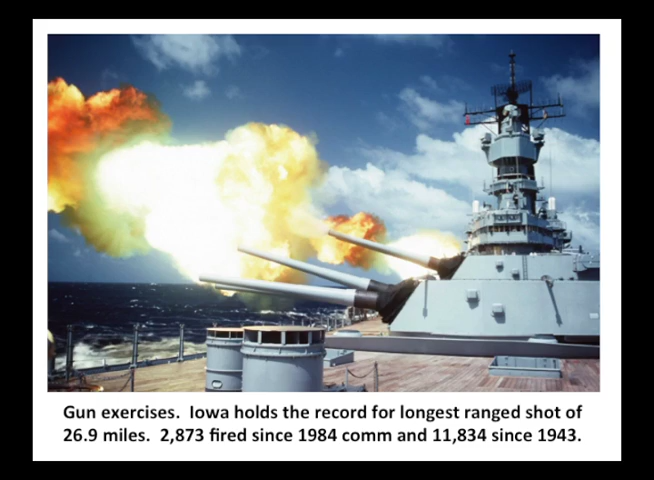 Gun exercises.  Iowa holds the record for longest ranged shot of
26.9 miles.  2,873 fired since 1984 comm and 11,834 since 1943.